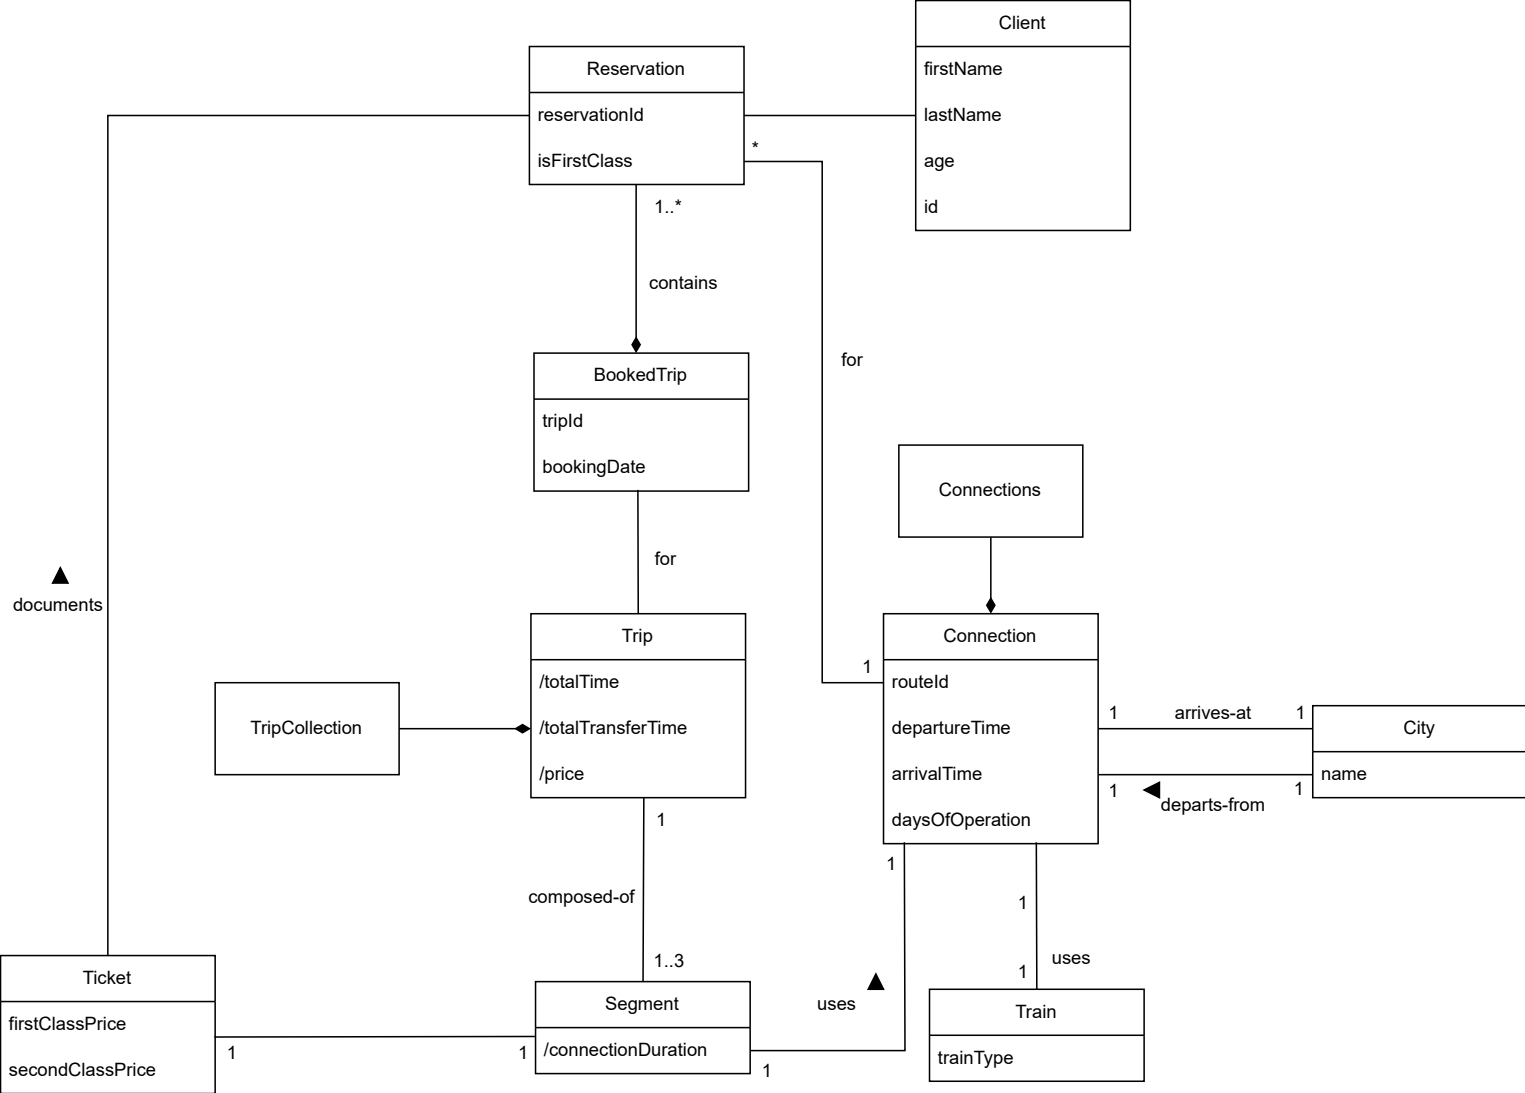 Client
firstName
lastName
age
id
Reservation
reservationId
isFirstClass
*
1..*
contains
for
BookedTrip
tripId
bookingDate
for
Connections
documents
Trip
/totalTime
/totalTransferTime
/price
TripCollection
Connection
routeId
departureTime
arrivalTime
daysOfOperation
1
1
arrives-at
1
City
name
1
departs-from
1
1
composed-of
1..3
1
1
uses
1
Ticket
firstClassPrice
secondClassPrice
1
1
Segment
/connectionDuration
1
uses
Train
trainType